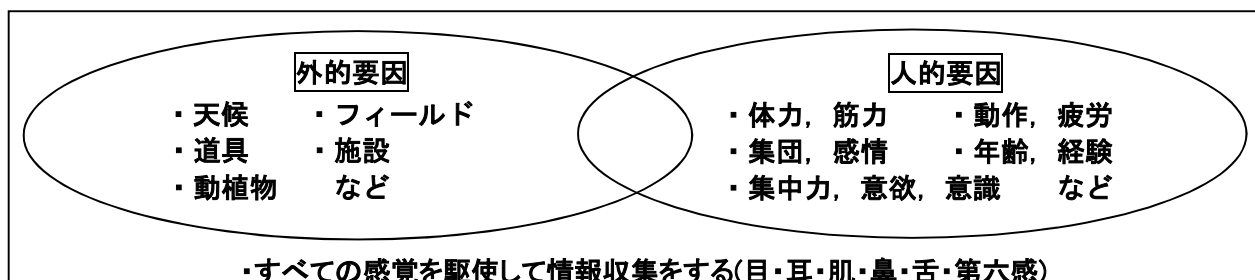 外的要因
・天候 ・フィールド
・道具 ・施設
・動植物 など
人的要因
・体力，筋力 ・動作，疲労
・集団，感情 ・年齢，経験
・集中力，意欲，意識 など
・すべての感覚を駆使して情報収集をする(目・耳・肌・鼻・舌・第六感)